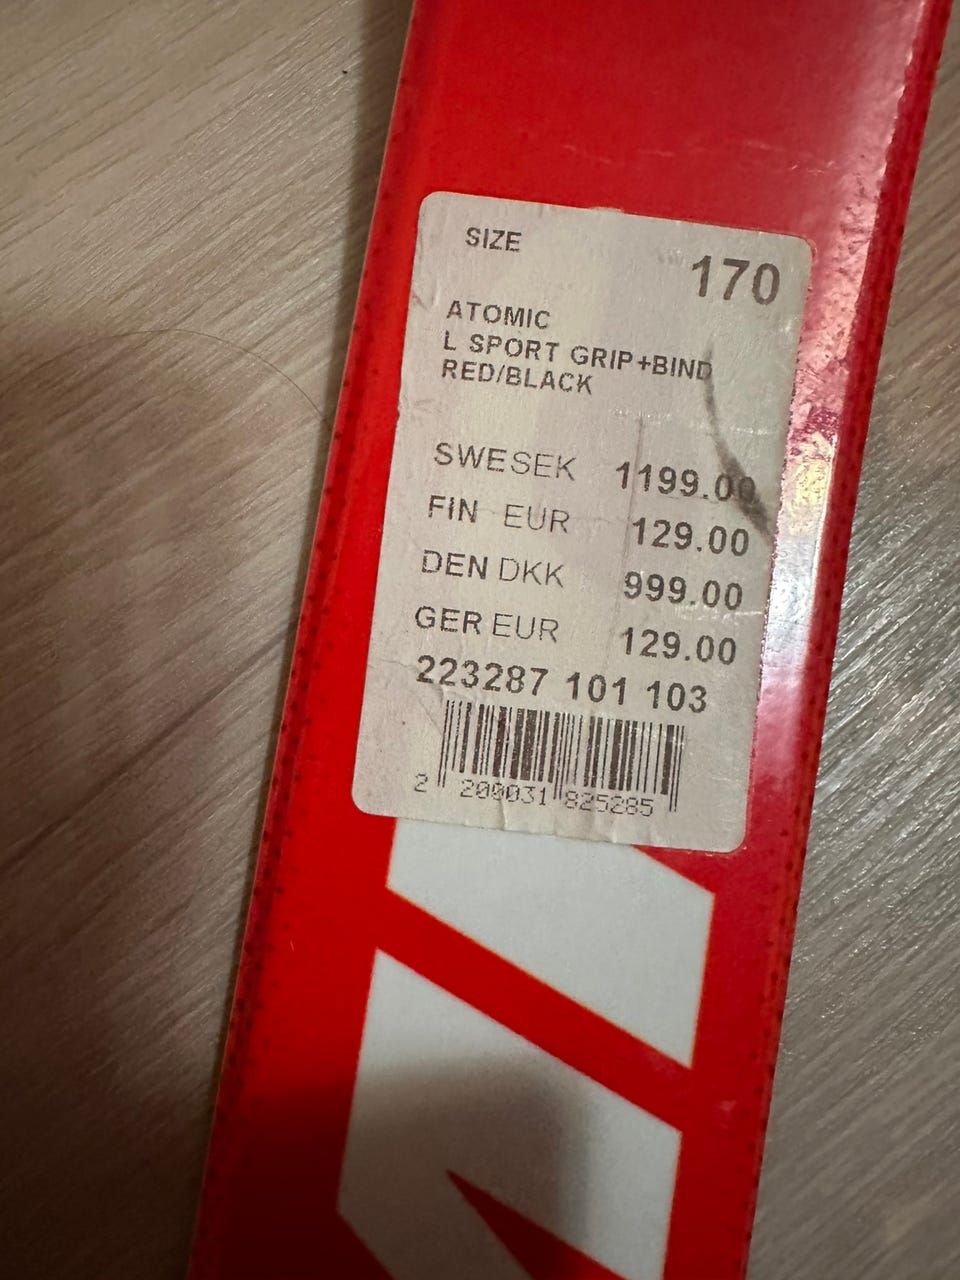 SIZE
170
ATOMIC
L SPORT GRIP+BIND
RED/BLACK
SWESEK 1199.00
FIN EUR 129.00
DEN DKK 999.00
GER EUR 129.00
223287 101 103
2 200031 825285